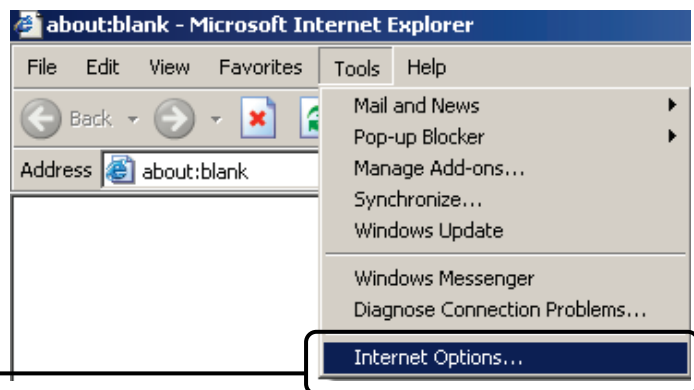 about:blank - Microsoft Internet Explorer
File Edit View Favorites Tools Help
Back
Address about:blank
Mail and News
Pop-up Blocker
Manage Add-ons...
Synchronize...
Windows Update
Windows Messenger
Diagnose Connection Problems...
Internet Options...